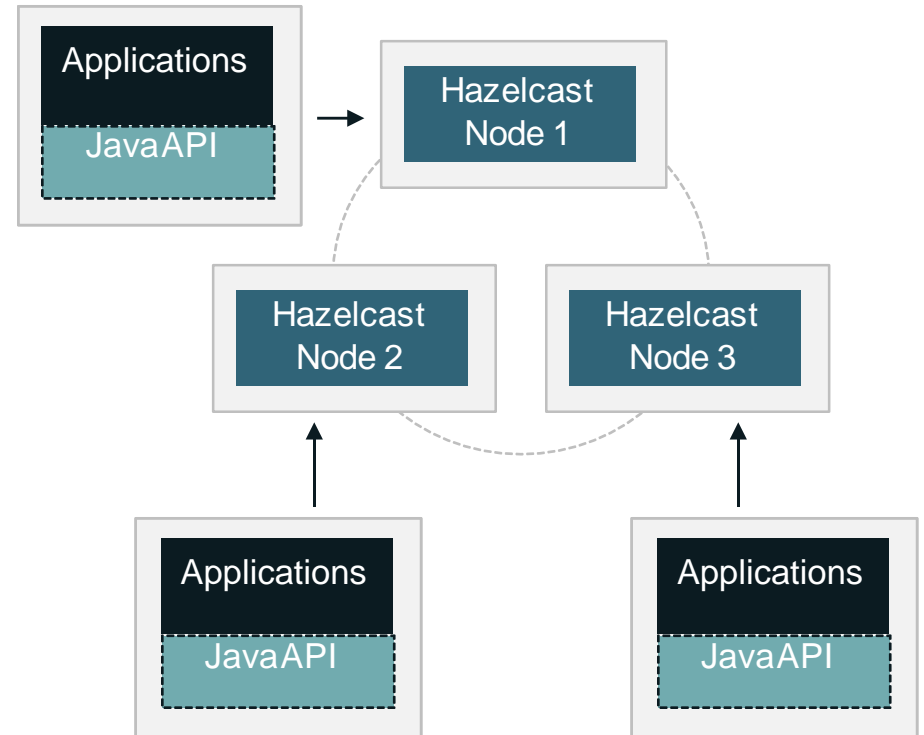 Applications
JavaAPI
Hazelcast
Node 1
Hazelcast
Node 2
Hazelcast
Node 3
Applications
JavaAPI
Applications
JavaAPI